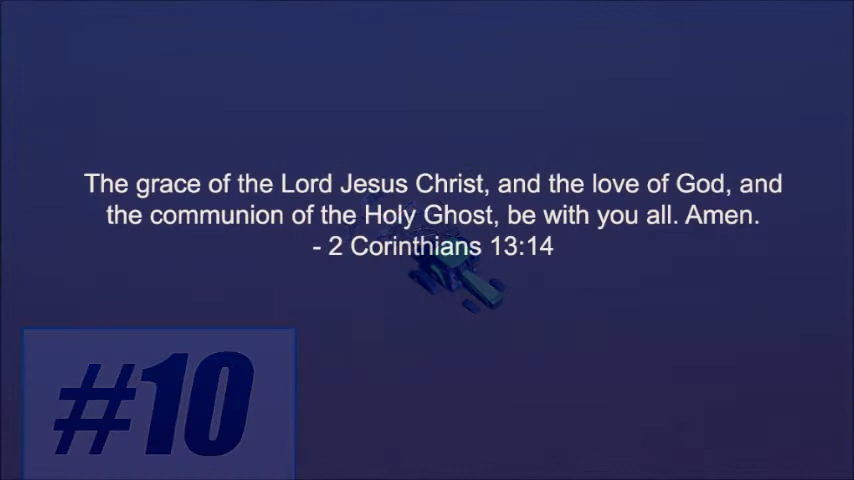 The grace of the Lord Jesus Christ, and the love of God, and
the communion of the Holy Ghost, be with you all. Amen.
- 2 Corinthians 13:14
#10